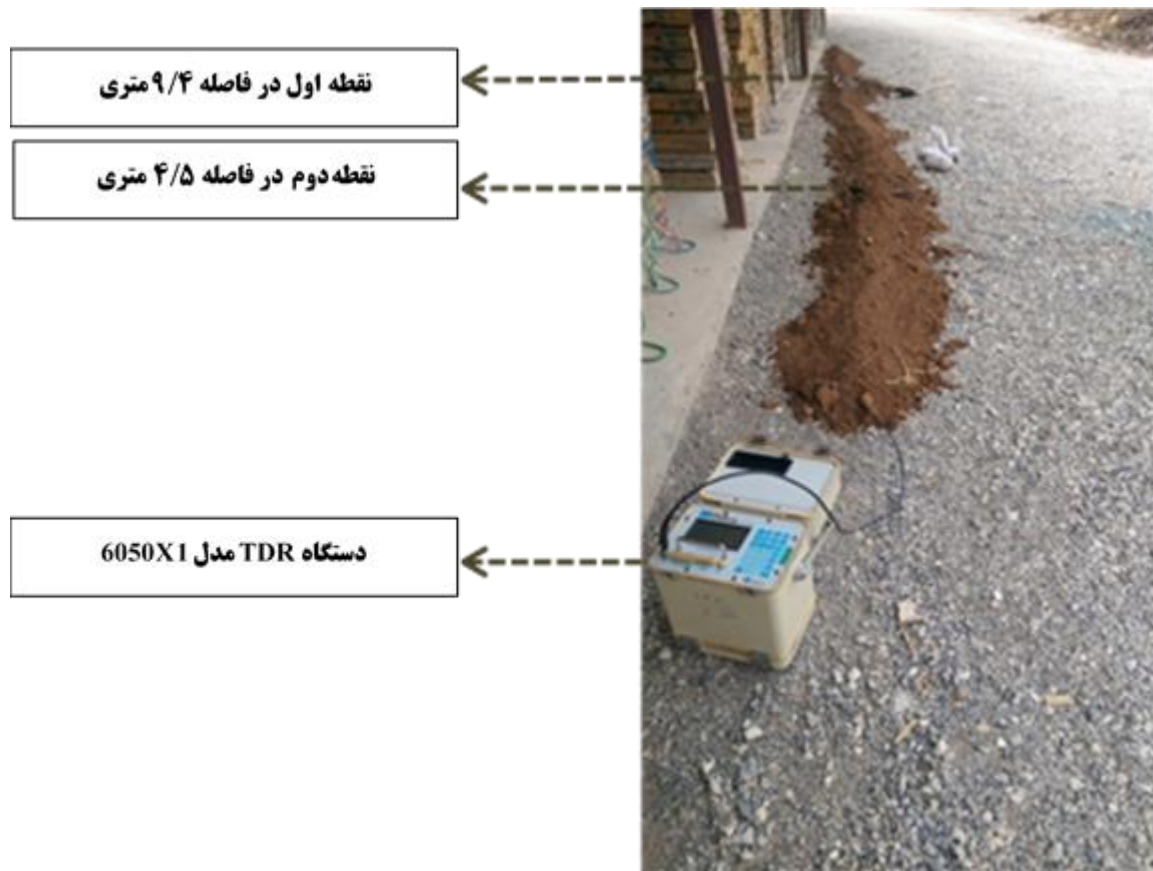 نقطه اول در فاصله ۹/۴ متری
نقطه دوم در فاصله ۴/۵ متری
دستگاه TDR مدل 6050X1